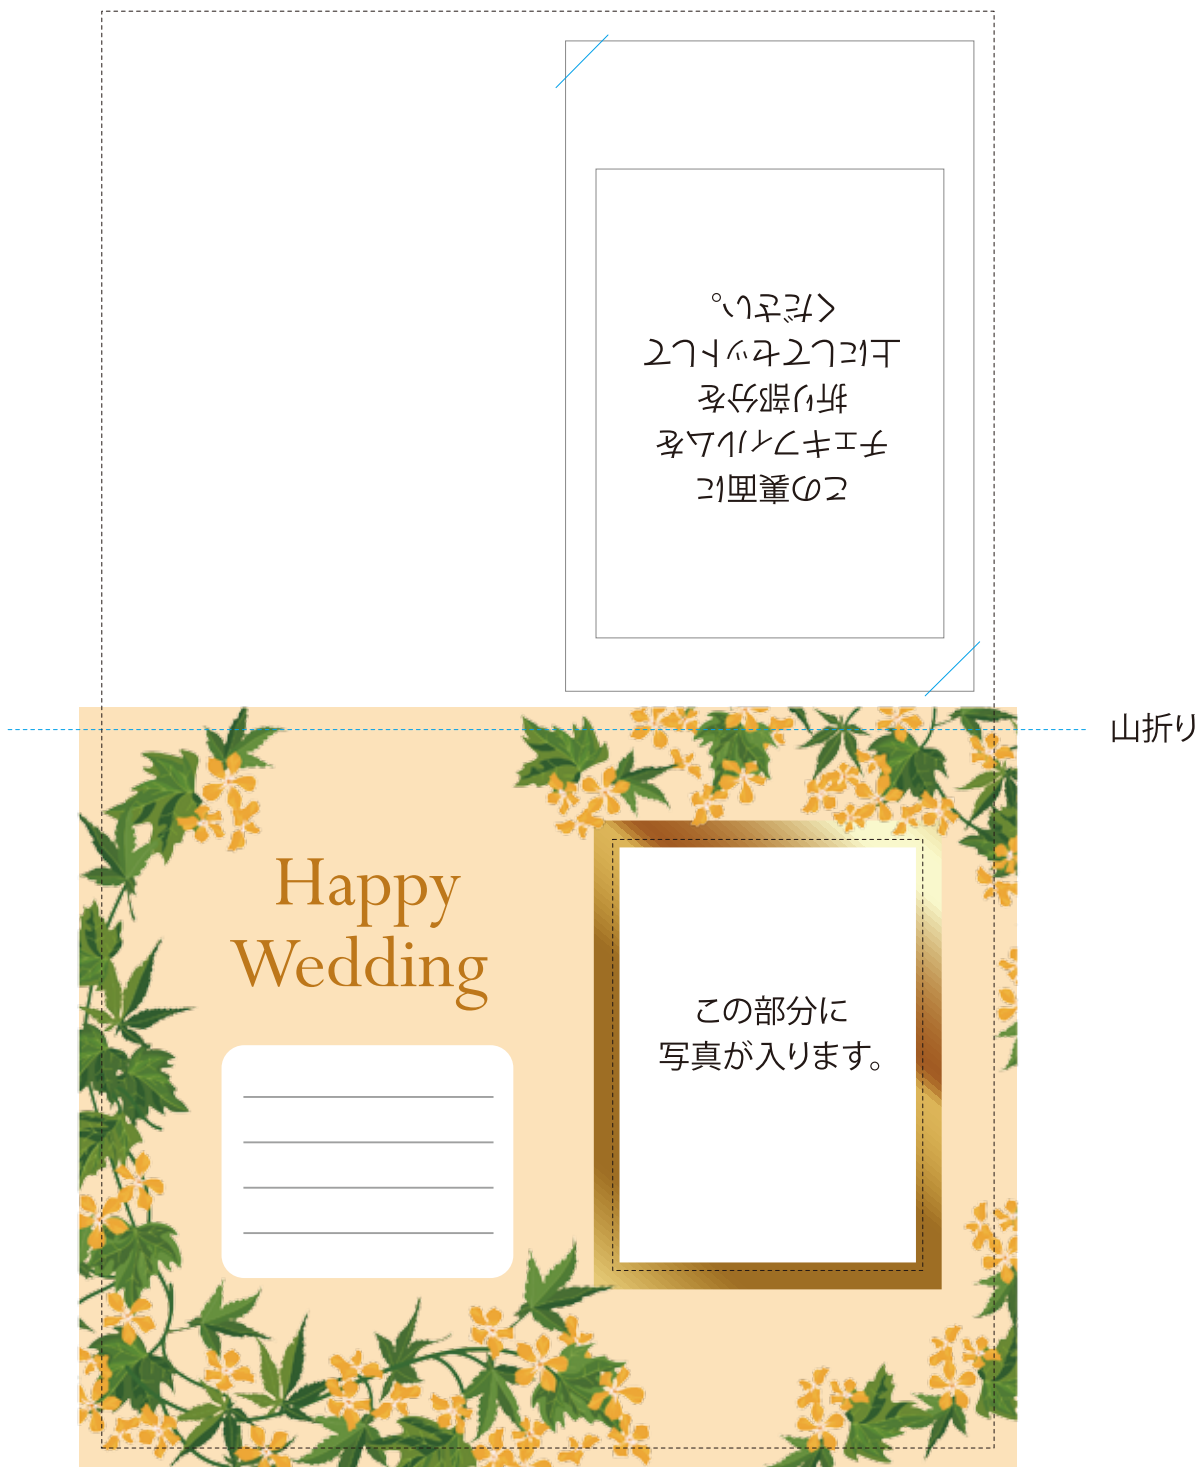 この裏面に
チェキフィルムを
折り部分を
上にしてセットして
ください。
山折り
Happy
Wedding
この部分に
写真が入ります。